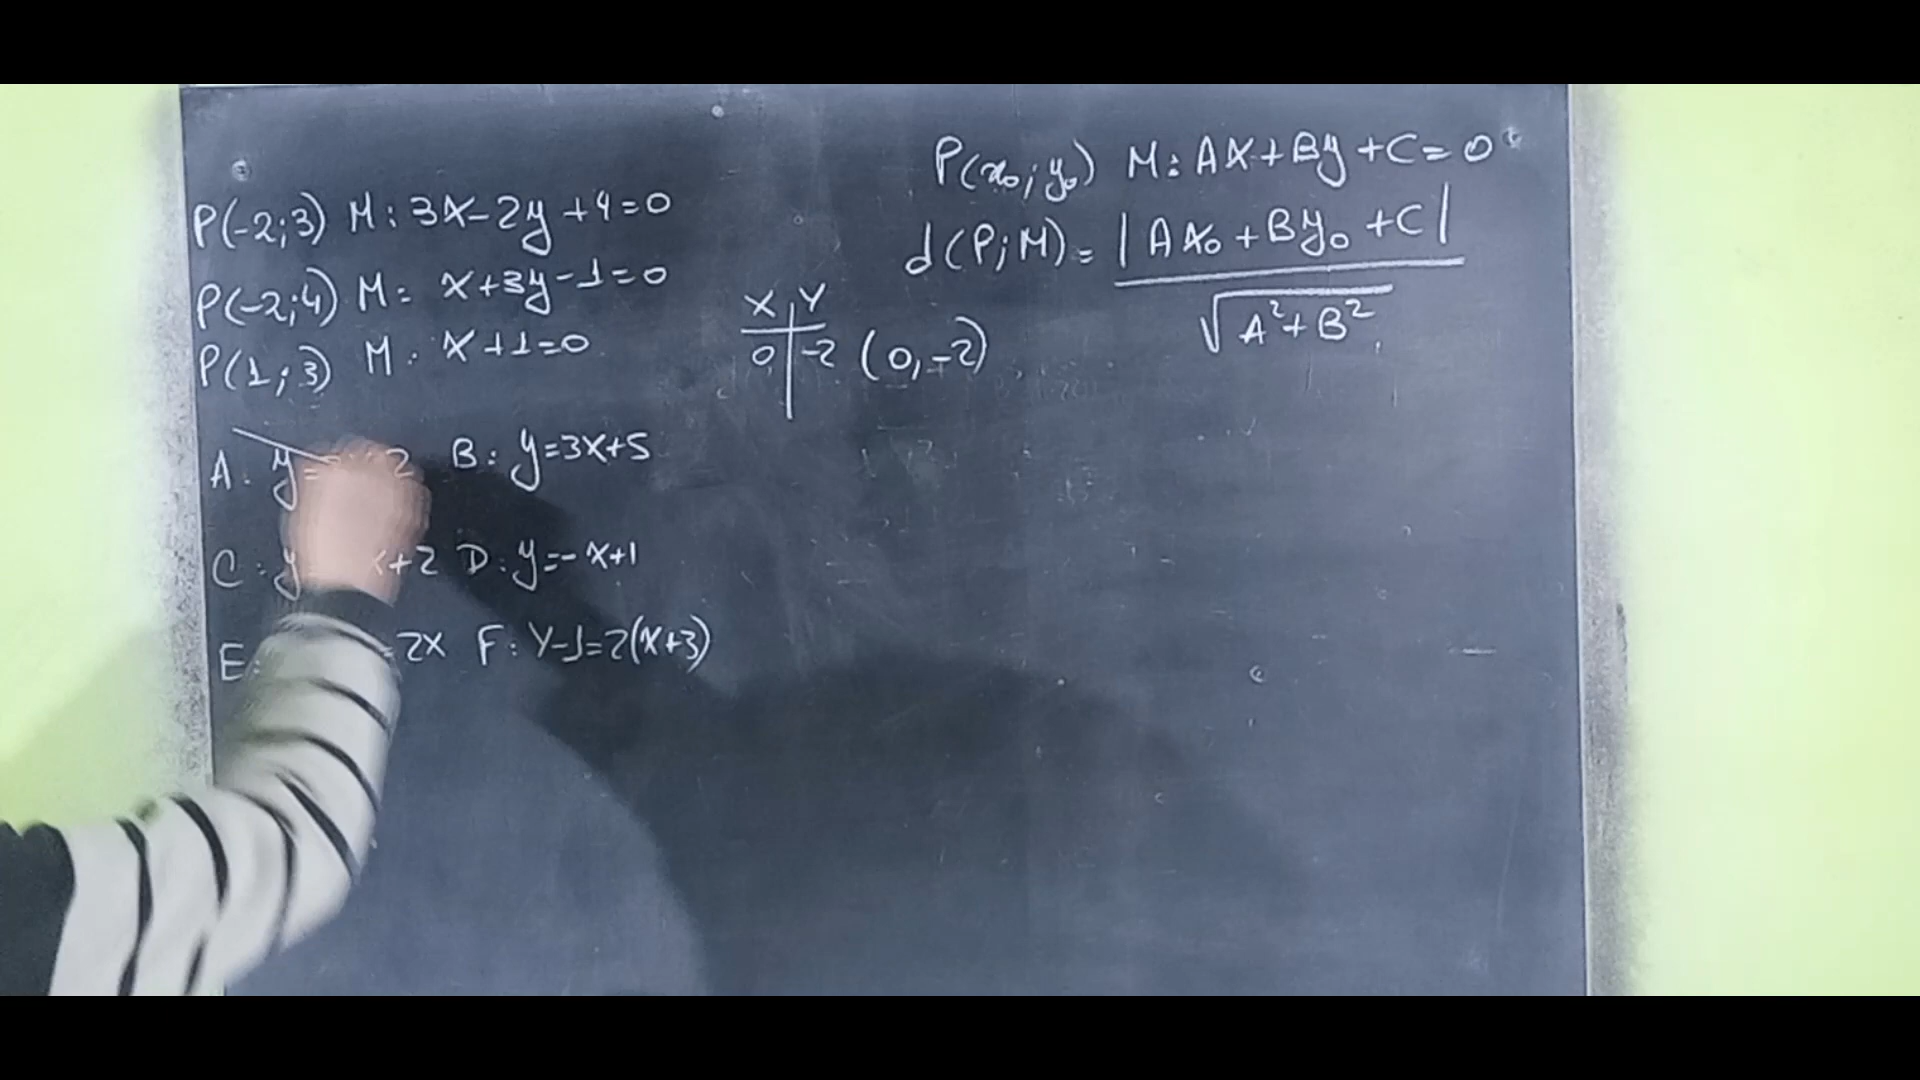 P(x₀;y₀) M: Ax+By+C=0
d(P;M)= |Ax₀+By₀+C|
√A²+B²
P(-2;3) M: 3x-2y+4=0
P(-2;4) M: x+3y-1=0
P(1;3) M: x+1=0
X Y
0 -2 (0,-2)
A: y= 2 B: y=3x+5
C: y x+2 D: y=-x+1
E: 2x F: Y-1=2(x+3)